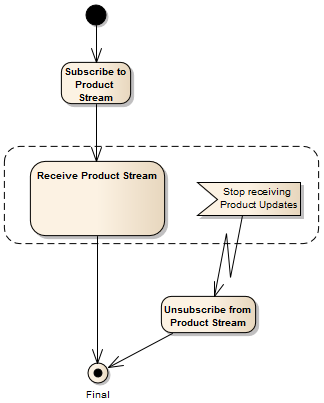 Subscribe to
Product
Stream
Receive Product Stream
Stop receiving
Product Updates
Unsubscribe from
Product Stream
Final